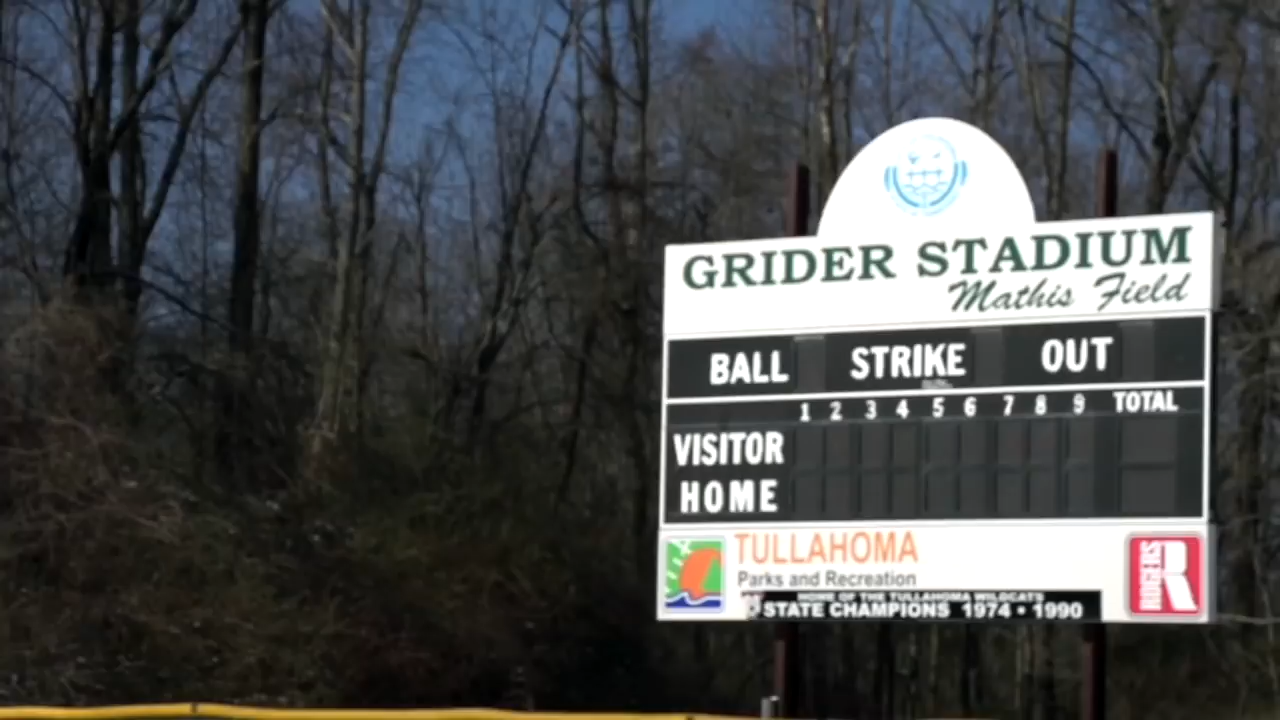 GRIDER STADIUM
Mathis Field
BALL STRIKE OUT
1 2 3 4 5 6 7 8 9 TOTAL
VISITOR
HOME
TULLAHOMA
Parks and Recreation
HOME OF THE TULLAHOMA WILDCATS
STATE CHAMPIONS 1974 • 1990
ROGERS
R